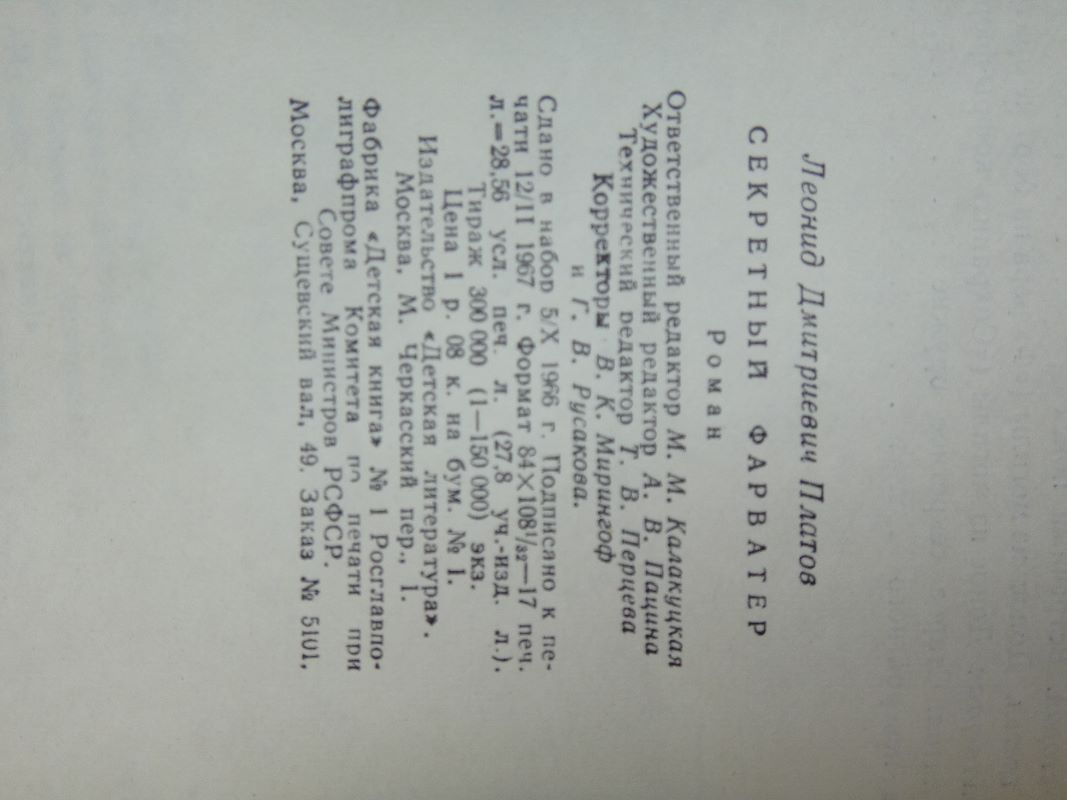 Леонид Дмитриевич Платов
СЕКРЕТНЫЙ ФАРВАТЕР
Роман
Ответственный редактор М. М. Калакуцкая
Художественный редактор А. В. Пацина
Технический редактор Т. В. Перцева
Корректоры В. К. Мирингоф
и Г. В. Русакова.
Сдано в набор 5/X 1966 г. Подписано к пе-
чати 12/II 1967 г. Формат 84×108¹/₃₂—17 печ.
л.=28,56 усл. печ. л. (27,8 уч.-изд. л.).
Тираж 300 000 (1—150 000) экз.
Цена 1 р. 08 к. на бум. № 1.
Издательство «Детская литература».
Москва, М. Черкасский пер., 1.
Фабрика «Детская книга» № 1 Росглавпо-
лиграфпрома Комитета по печати при
Совете Министров РСФСР.
Москва, Сущевский вал, 49. Заказ № 5101.